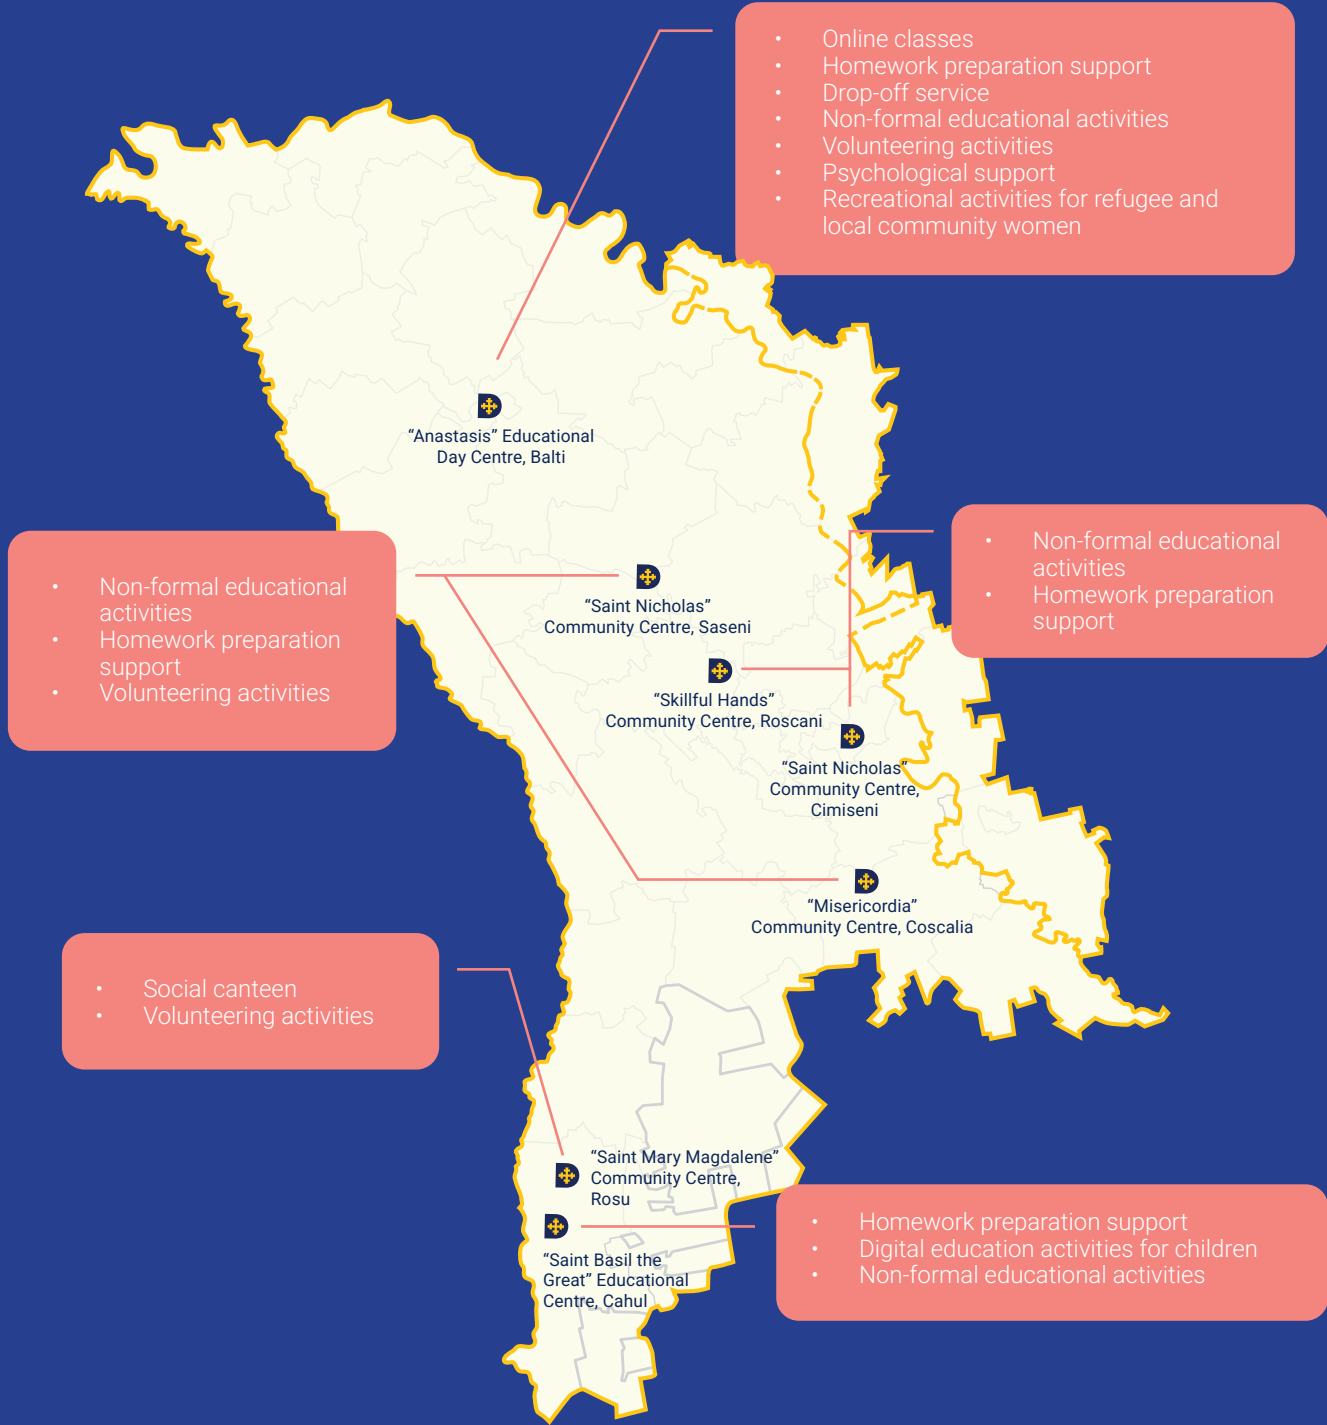 • Online classes
• Homework preparation support
• Drop-off service
• Non-formal educational activities
• Volunteering activities
• Psychological support
• Recreational activities for refugee and
local community women
“Anastasis” Educational
Day Centre, Balti
• Non-formal educational
activities
• Homework preparation
support
• Volunteering activities
• Non-formal educational
activities
• Homework preparation
support
“Saint Nicholas”
Community Centre, Saseni
“Skillful Hands”
Community Centre, Roscani
“Saint Nicholas”
Community Centre,
Cimiseni
“Misericordia”
Community Centre, Coscalia
• Social canteen
• Volunteering activities
“Saint Mary Magdalene”
Community Centre,
Rosu
“Saint Basil the
Great” Educational
Centre, Cahul
• Homework preparation support
• Digital education activities for children
• Non-formal educational activities